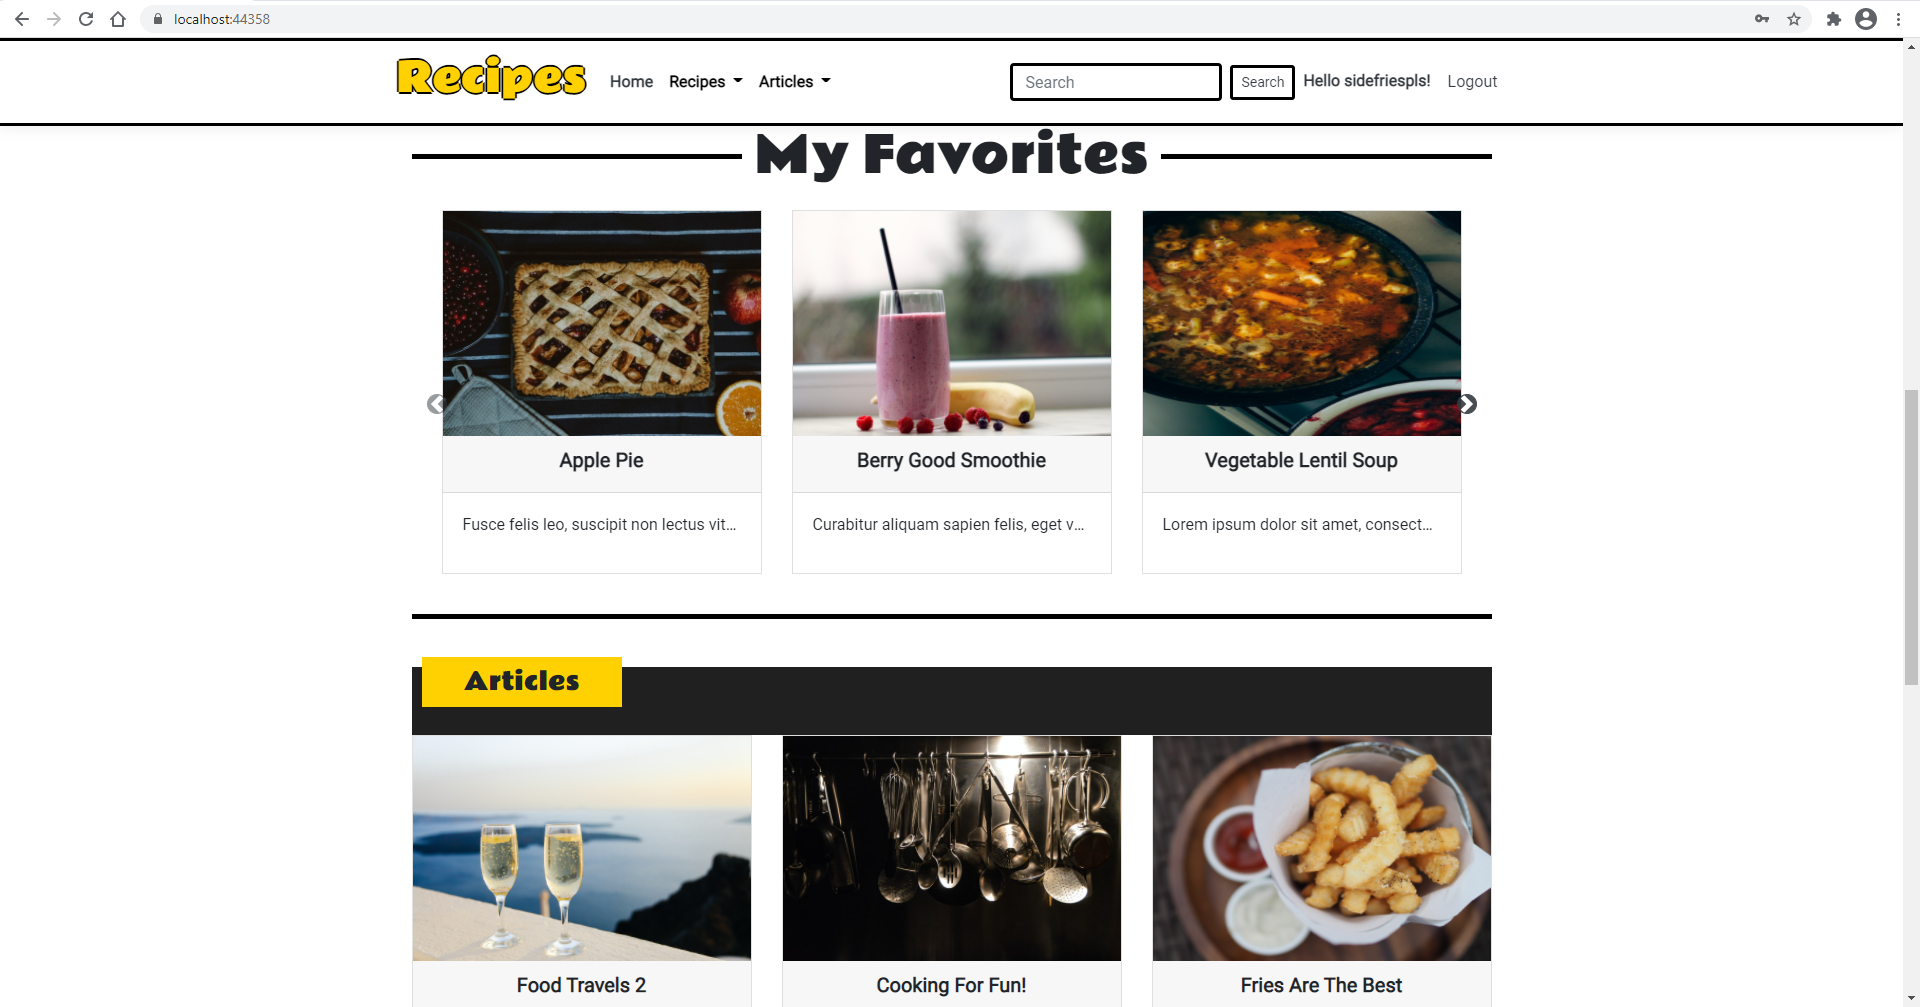 localhost:44358
Recipes
Home Recipes Articles
Search
Search
Hello sidefriespls! Logout
My Favorites
Apple Pie
Berry Good Smoothie
Vegetable Lentil Soup
Fusce felis leo, suscipit non lectus vit...
Curabitur aliquam sapien felis, eget v...
Lorem ipsum dolor sit amet, consect...
Articles
Food Travels 2
Cooking For Fun!
Fries Are The Best